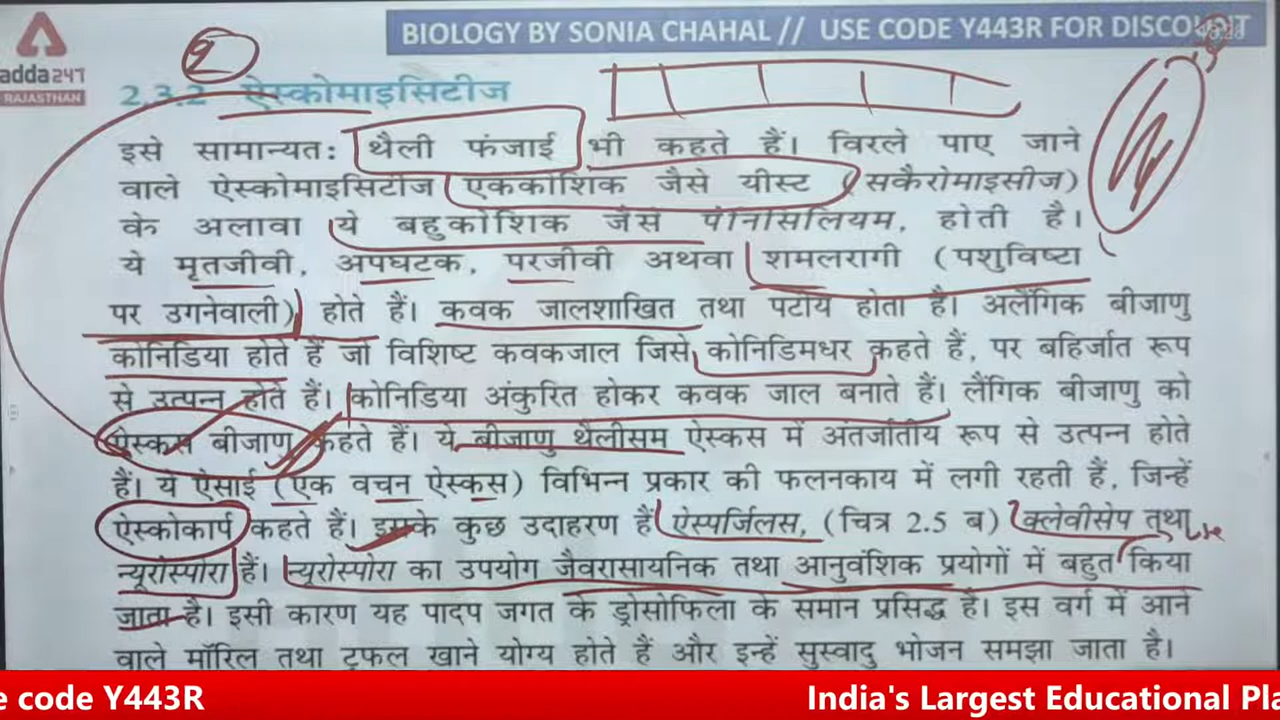 BIOLOGY BY SONIA CHAHAL // USE CODE Y443R FOR DISCOUNT
adda247
RAJASTHAN
2
2.3.2 ऐस्कोमाइसिटीज
इसे सामान्यत: थैली फंजाई भी कहते हैं। विरले पाए जाने
वाले ऐस्कोमाइसिटीज एककोशिक जैसे यीस्ट (सकैरोमाइसीज)
के अलावा ये बहुकोशिक जैसे पेनिसिलियम, होती है।
ये मृतजीवी, अपघटक, परजीवी अथवा शमलरागी (पशुविष्टा
पर उगनेवाली) होते हैं। कवक जालशाखित तथा पटीय होता है। अलैंगिक बीजाणु
कोनिडिया होते हैं जो विशिष्ट कवकजाल जिसे कोनिडिमधर कहते हैं, पर बहिर्जात रूप
से उत्पन्न होते हैं। कोनिडिया अंकुरित होकर कवक जाल बनाते हैं। लैंगिक बीजाणु को
ऐस्कस बीजाणु कहते हैं। ये बीजाणु थैलीसम ऐस्कस में अंतर्जातीय रूप से उत्पन्न होते
हैं। ये ऐसाई (एक वचन ऐस्कस) विभिन्न प्रकार की फलनकाय में लगी रहती हैं, जिन्हें
ऐस्कोकार्प कहते हैं। इसके कुछ उदाहरण हैं ऐस्पर्जिलस, (चित्र 2.5 ब) क्लेवीसेप तथा
न्यूरोस्पोरा हैं। न्यूरोस्पोरा का उपयोग जैवरासायनिक तथा आनुवंशिक प्रयोगों में बहुत किया
जाता है। इसी कारण यह पादप जगत के ड्रोसोफिला के समान प्रसिद्ध है। इस वर्ग में आने
वाले मॉरिल तथा ट्रफल खाने योग्य होते हैं और इन्हें सुस्वादु भोजन समझा जाता है।
e code Y443R
India's Largest Educational Pla